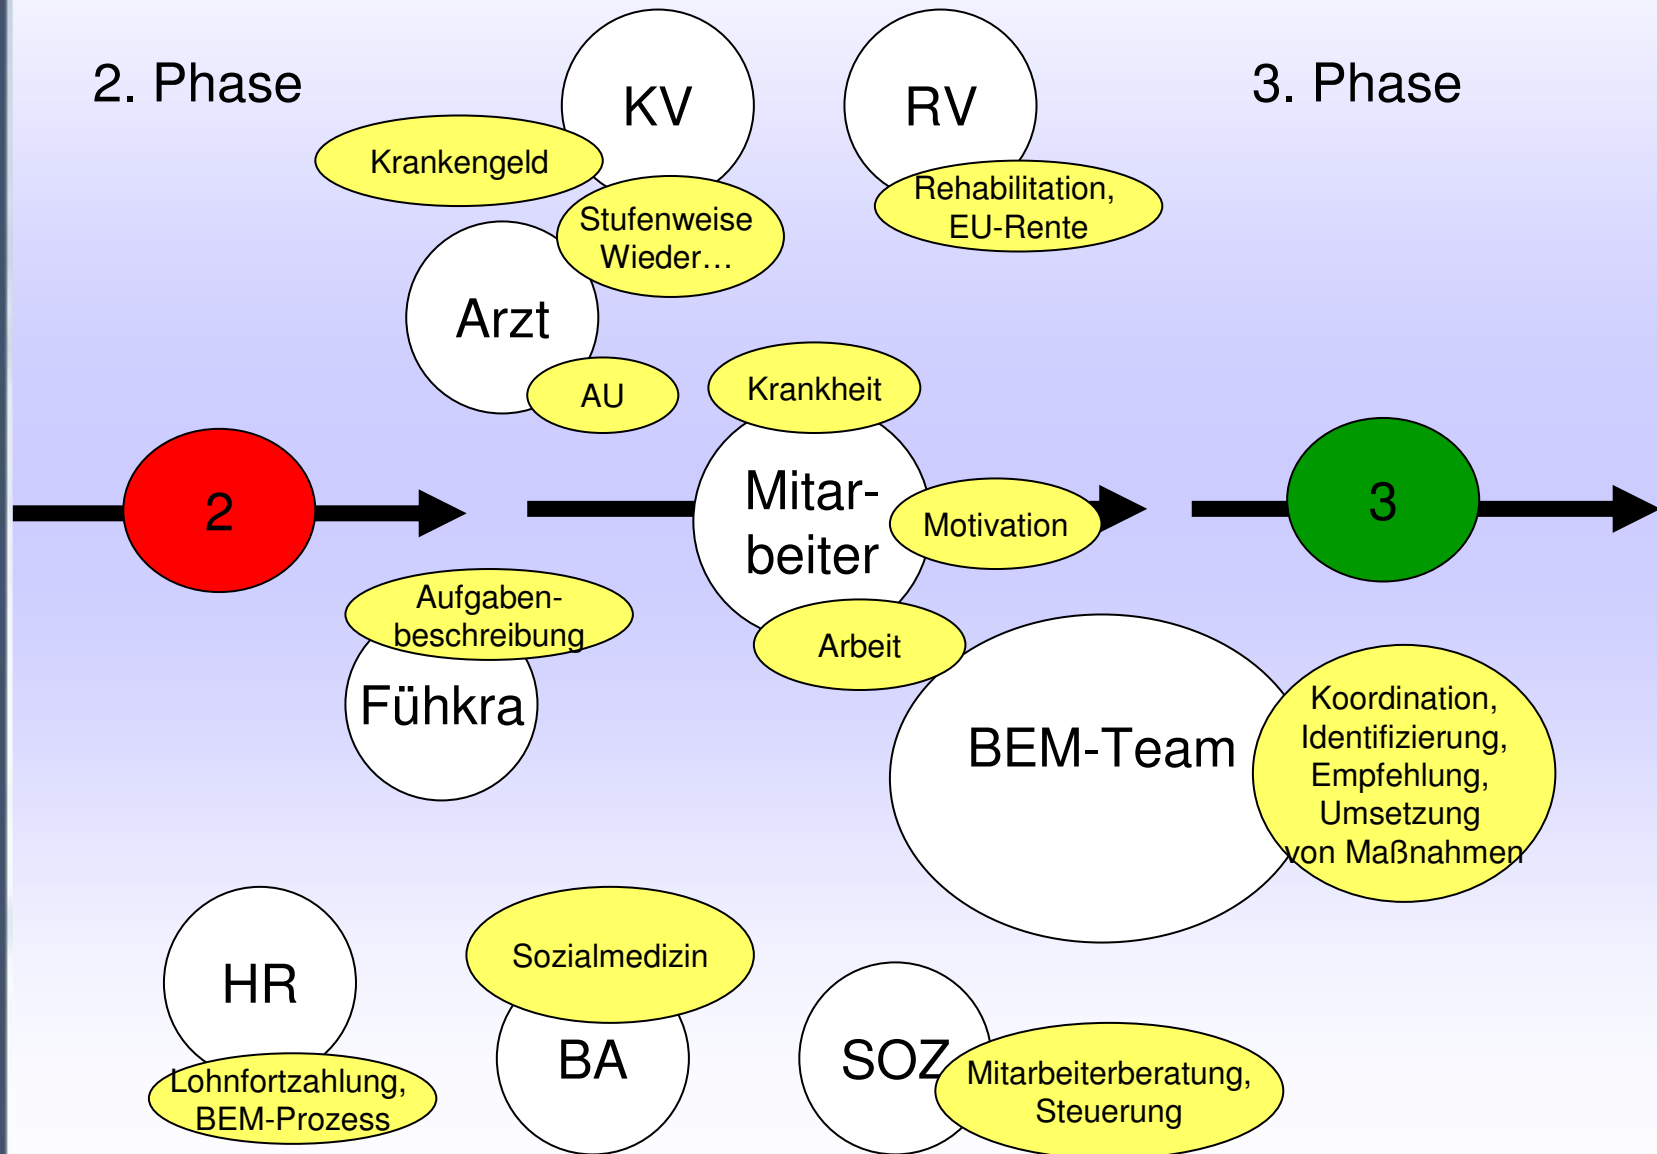 2. Phase
KV
RV
3. Phase
Krankengeld
Stufenweise
Wieder…
Rehabilitation,
EU-Rente
Arzt
AU
Krankheit
2
Mitar-
beiter
Motivation
3
Aufgaben-
beschreibung
Arbeit
Fühkra
BEM-Team
Koordination,
Identifizierung,
Empfehlung,
Umsetzung
von Maßnahmen
HR
Lohnfortzahlung,
BEM-Prozess
Sozialmedizin
BA
SOZ
Mitarbeiterberatung,
Steuerung